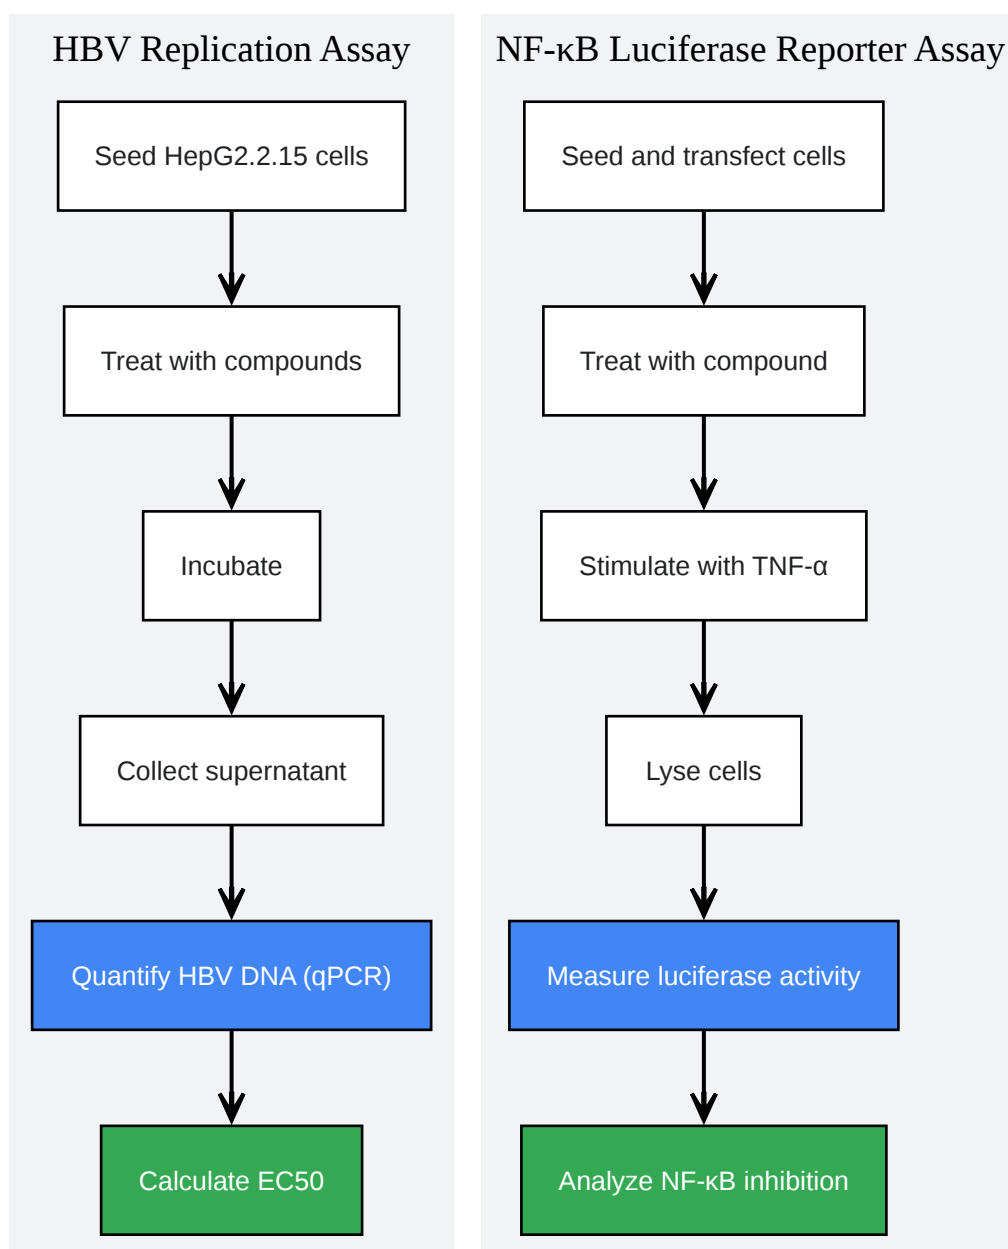 HBV Replication Assay
Seed HepG2.2.15 cells
Treat with compounds
Incubate
Collect supernatant
Quantify HBV DNA (qPCR)
Calculate EC50
NF-κB Luciferase Reporter Assay
Seed and transfect cells
Treat with compound
Stimulate with TNF-α
Lyse cells
Measure luciferase activity
Analyze NF-κB inhibition